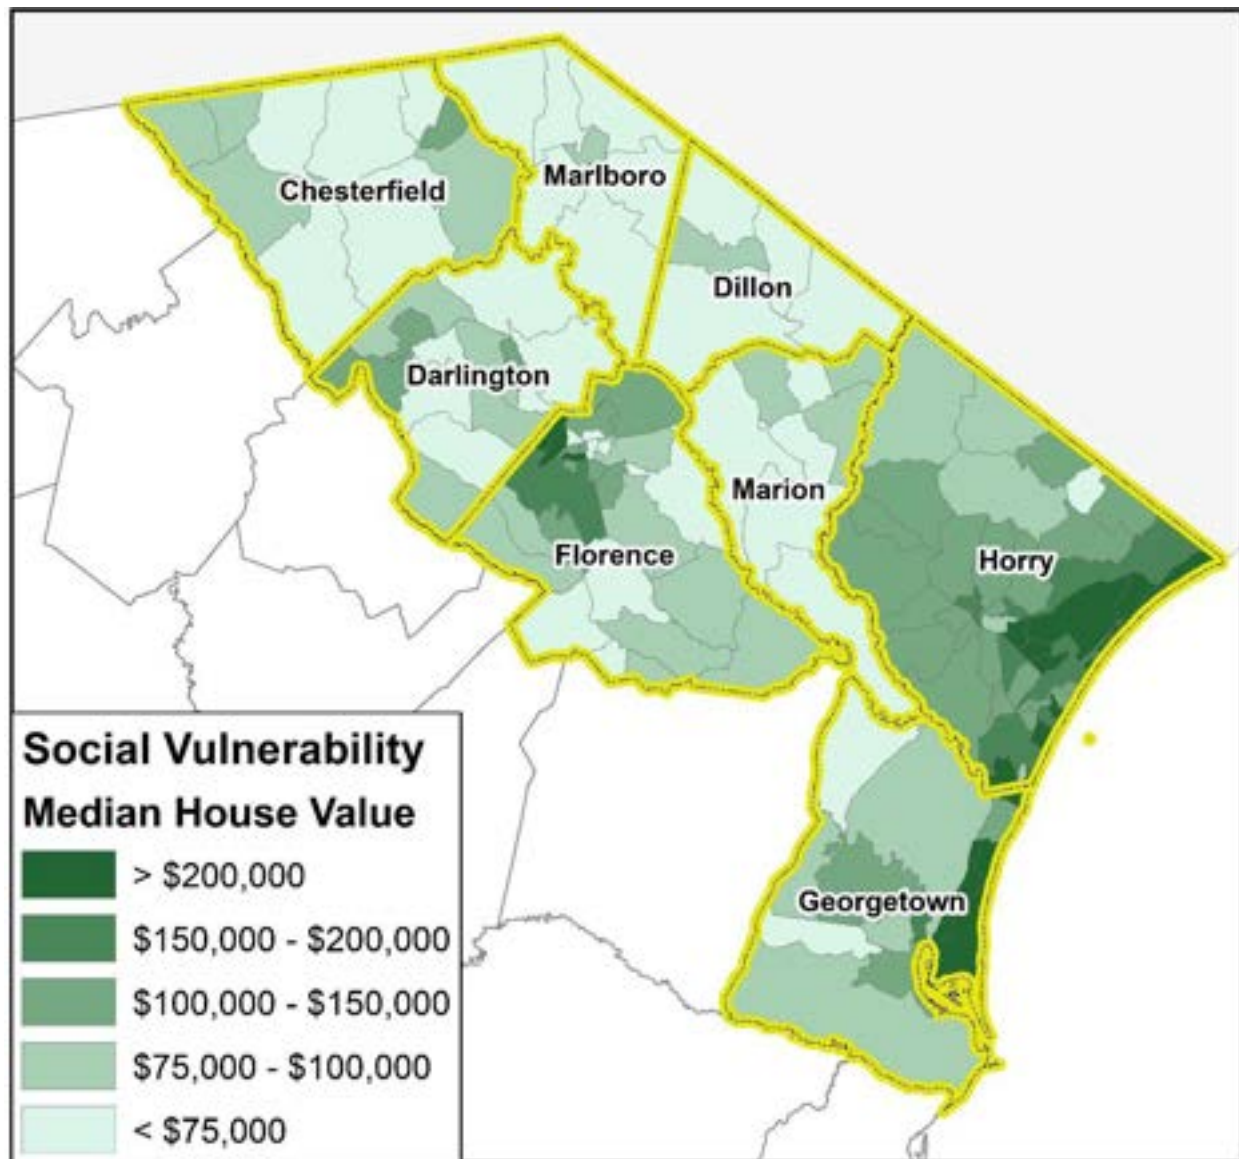 Chesterfield
Marlboro
Dillon
Darlington
Marion
Florence
Horry
Georgetown
Social Vulnerability
Median House Value
> $200,000
$150,000 - $200,000
$100,000 - $150,000
$75,000 - $100,000
< $75,000